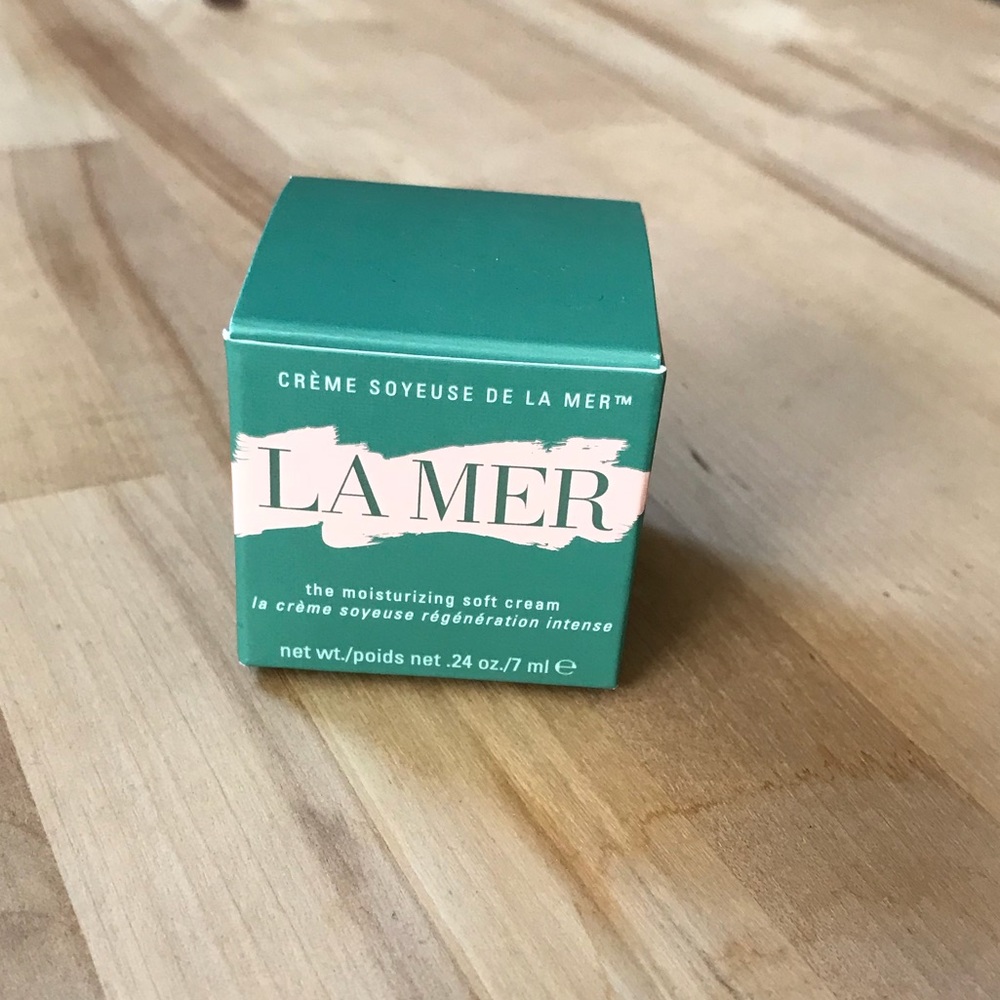 CRÈME SOYEUSE DE LA MER™
LA MER
the moisturizing soft cream
la crème soyeuse régénération intense
net wt./poids net .24 oz./7 ml ℮